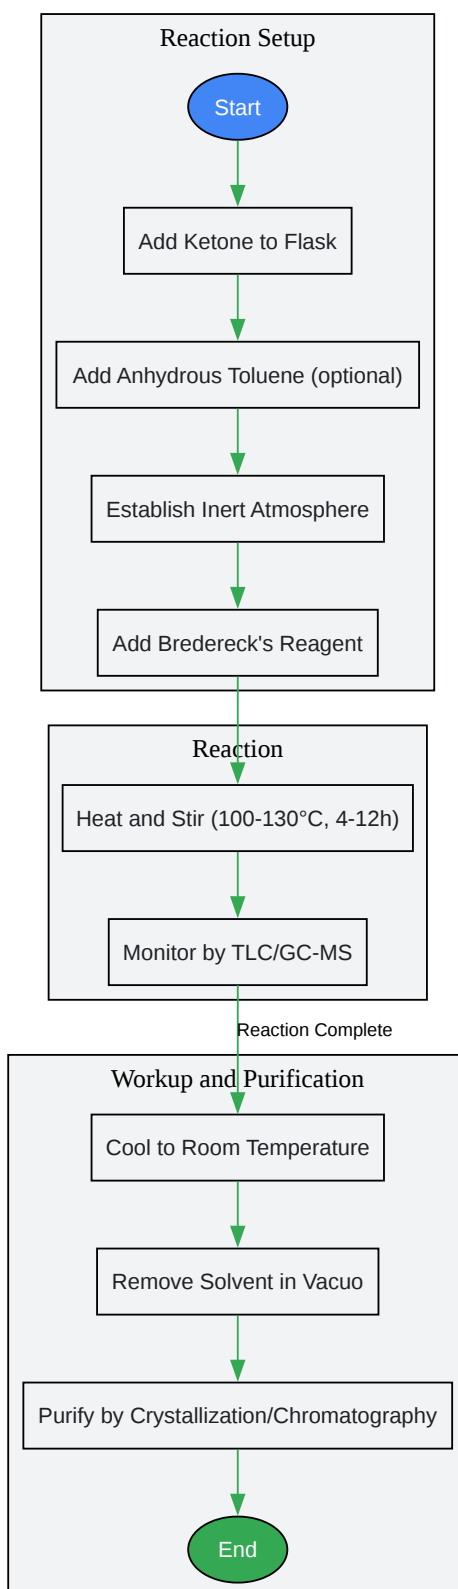 Reaction Setup
Start
Add Ketone to Flask
Add Anhydrous Toluene (optional)
Establish Inert Atmosphere
Add Bredereck's Reagent
Reaction
Heat and Stir (100-130°C, 4-12h)
Monitor by TLC/GC-MS
Reaction Complete
Workup and Purification
Cool to Room Temperature
Remove Solvent in Vacuo
Purify by Crystallization/Chromatography
End